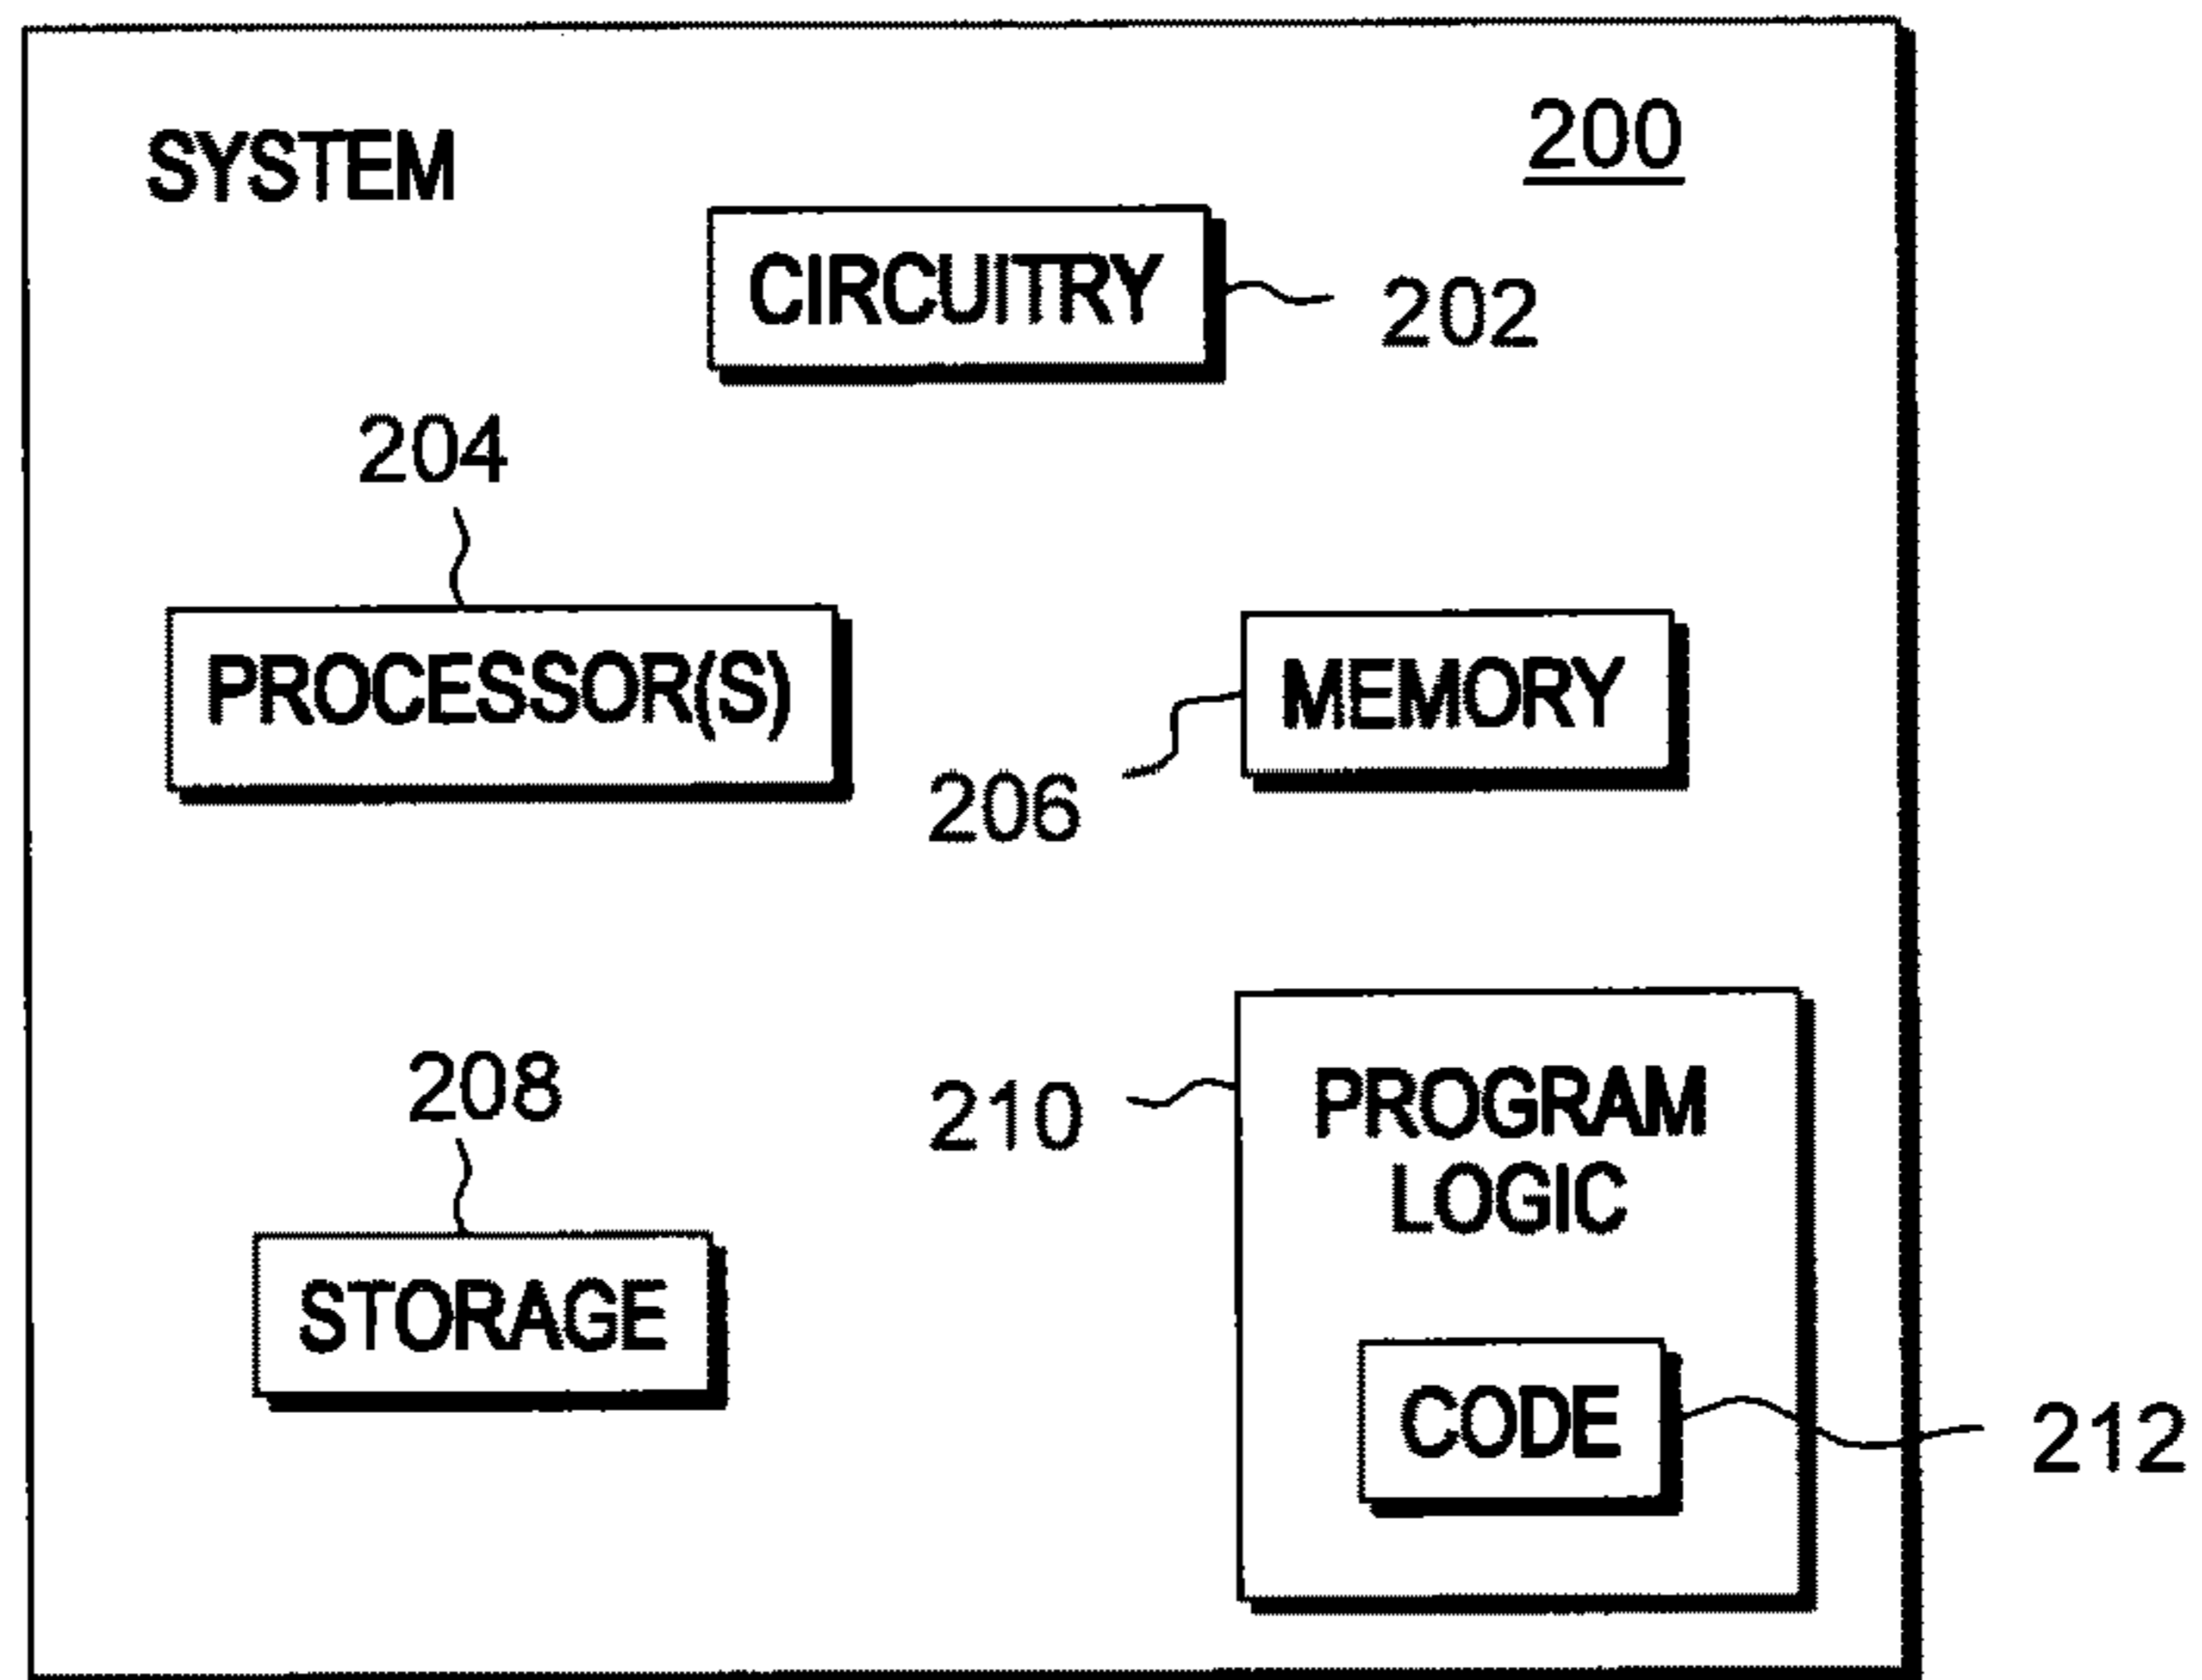 SYSTEM
200
CIRCUITRY
202
204
PROCESSOR(S)
MEMORY
206
208
210
PROGRAM
LOGIC
STORAGE
CODE
212